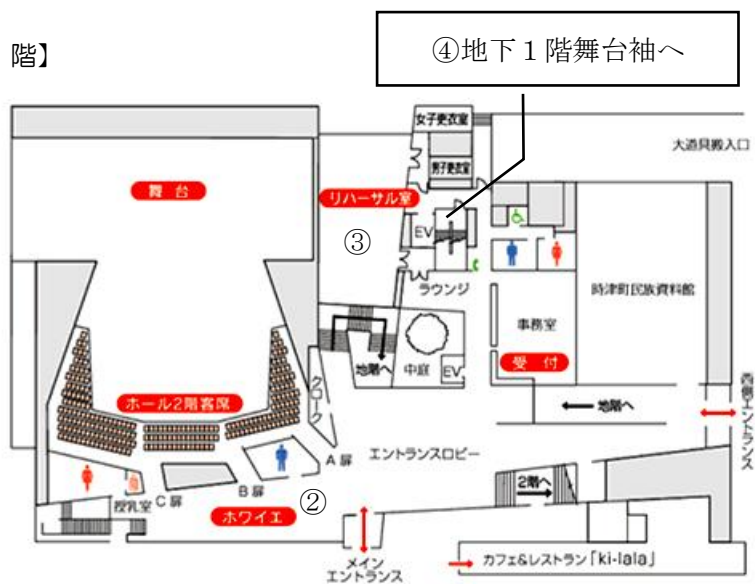 階】
④地下１階舞台袖へ
女子更衣室
大道具搬入口
男子更衣室
舞台
リハーサル室
③
EV
ラウンジ
時津町民族資料館
事務室
地階へ
中庭
EV
受付
クローク
ホール2階客席
地階へ
西側エントランス
A扉
エントランスロビー
授乳室
C扉
B扉
ホワイエ
②
2階へ
メイン
エントランス
カフェ&レストラン「ki-lala」